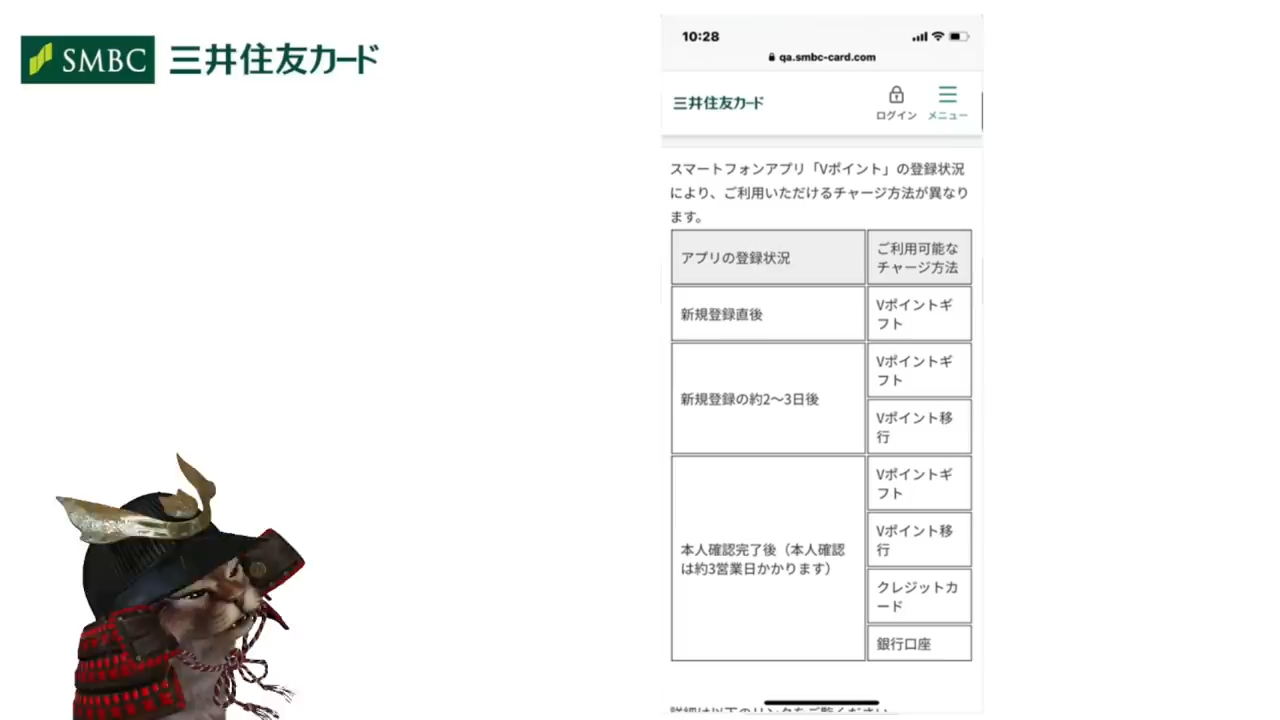 SMBC 三井住友カード
10:28
qa.smbc-card.com
三井住友カード
ログイン
メニュー
スマートフォンアプリ「Vポイント」の登録状況
により、ご利用いただけるチャージ方法が異なり
ます。
アプリの登録状況
ご利用可能な
チャージ方法
新規登録直後
Vポイントギ
フト
新規登録の約2～3日後
Vポイントギ
フト
Vポイント移
行
本人確認完了後（本人確認
は約3営業日かかります）
Vポイントギ
フト
Vポイント移
行
クレジットカ
ード
銀行口座